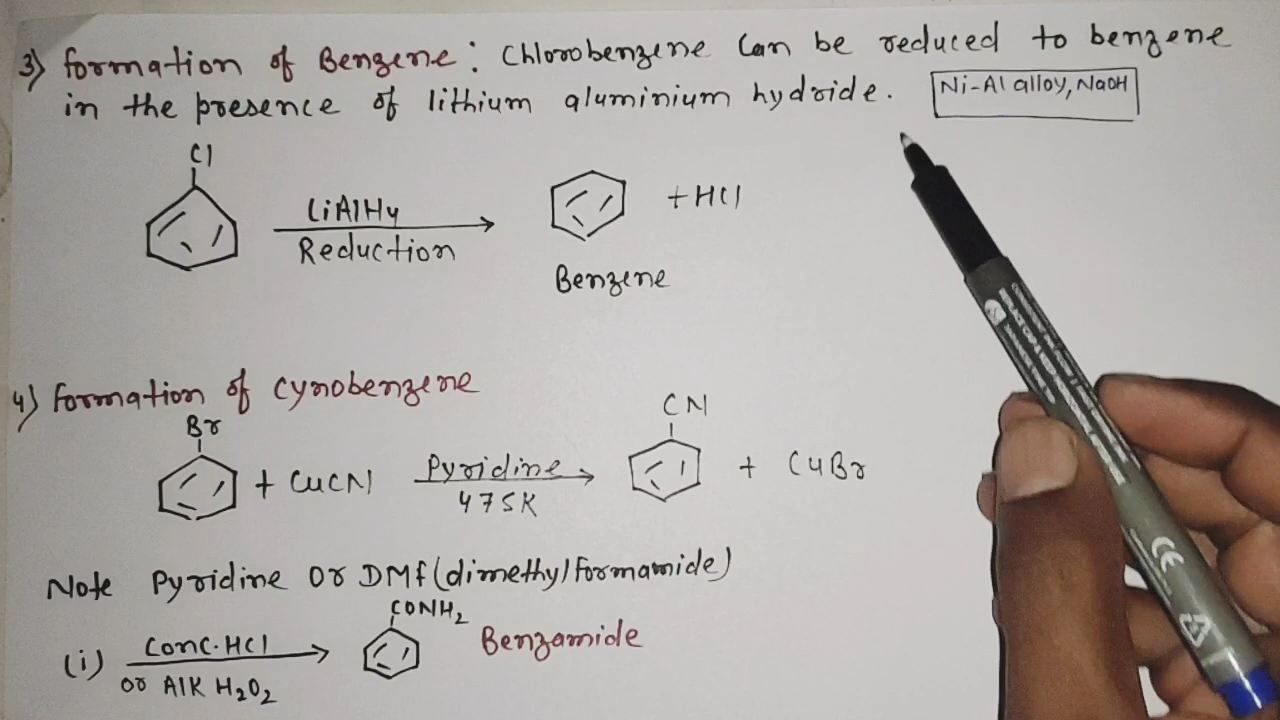 3) Formation of Benzene: Chlorobenzene Can be reduced to benzene
in the presence of lithium aluminium hydride. Ni-Al alloy, NaOH
Cl
LiAlH4
Reduction
+ HCl
Benzene
4) Formation of Cynobenzene
Br
+ CuCN
Pyridine
475K
CN
+ CuBr
Note Pyridine Or DMf (dimethylformamide)
(i) Conc. HCl
or Alk H2O2
CONH2
Benzamide
CE